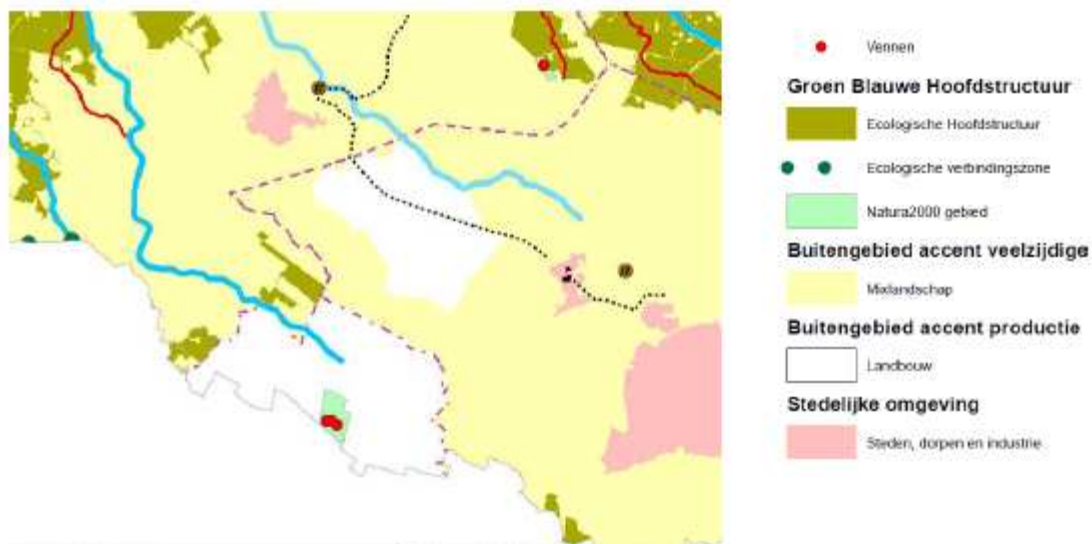 Vennen
Groen Blauwe Hoofdstructuur
Ecologische Hoofdstructuur
Ecologische verbindingszone
Natura2000 gebied
Buitengebied accent veelzijdige
Mixlandschap
Buitengebied accent productie
Landbouw
Stedelijke omgeving
Steden, dorpen en industrie